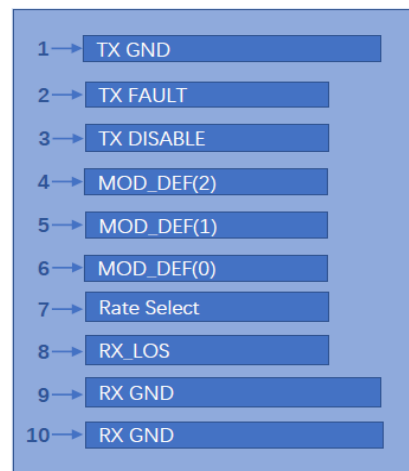 1 TX GND
2 TX FAULT
3 TX DISABLE
4 MOD_DEF(2)
5 MOD_DEF(1)
6 MOD_DEF(0)
7 Rate Select
8 RX_LOS
9 RX GND
10 RX GND